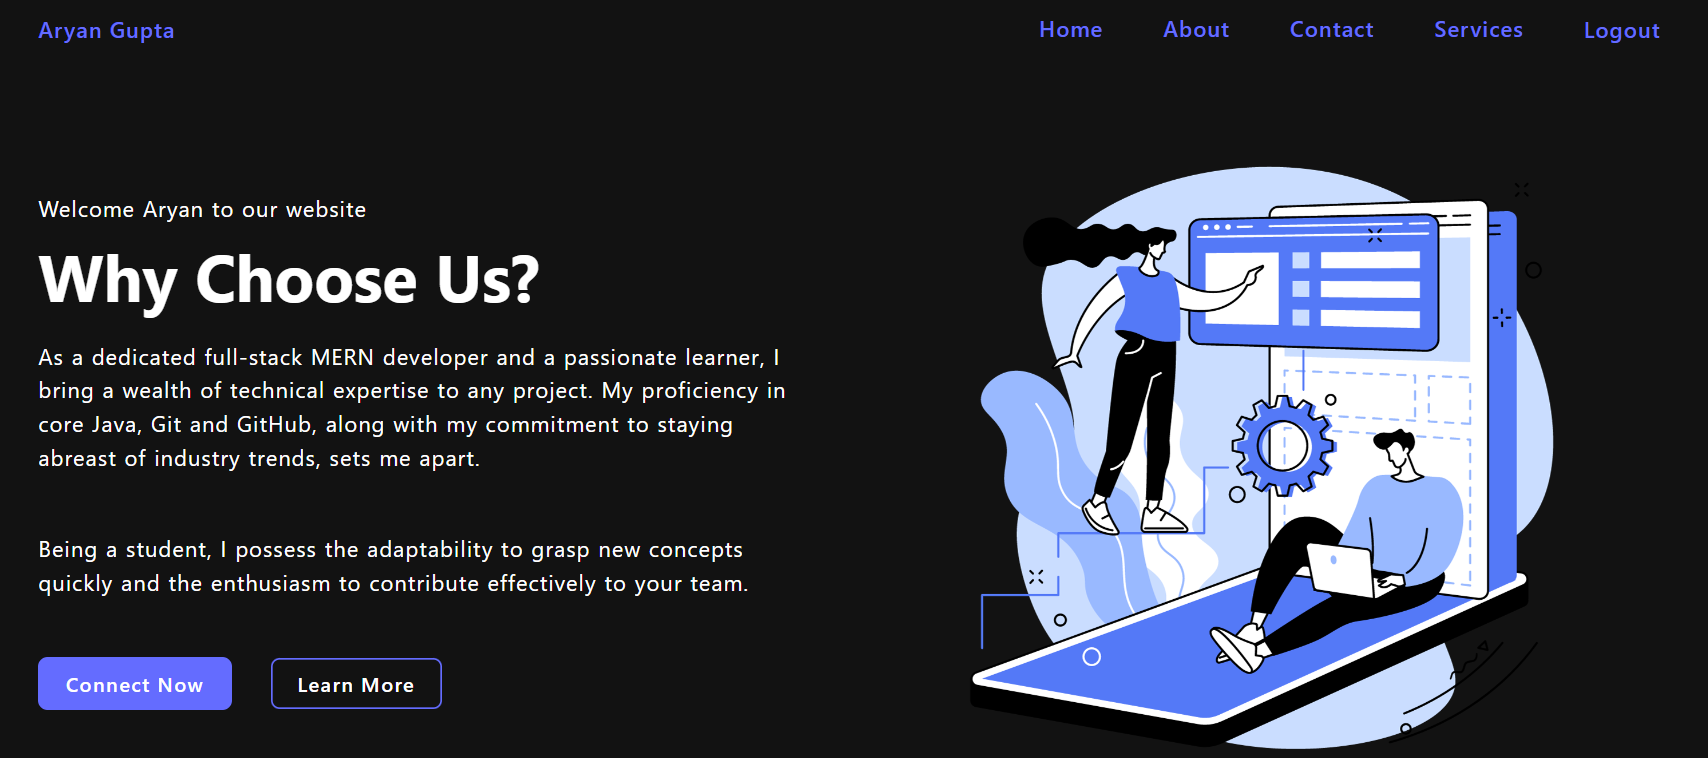 Aryan Gupta
Home
About
Contact
Services
Logout
Welcome Aryan to our website
Why Choose Us?
As a dedicated full-stack MERN developer and a passionate learner, I
bring a wealth of technical expertise to any project. My proficiency in
core Java, Git and GitHub, along with my commitment to staying
abreast of industry trends, sets me apart.
Being a student, I possess the adaptability to grasp new concepts
quickly and the enthusiasm to contribute effectively to your team.
Connect Now
Learn More